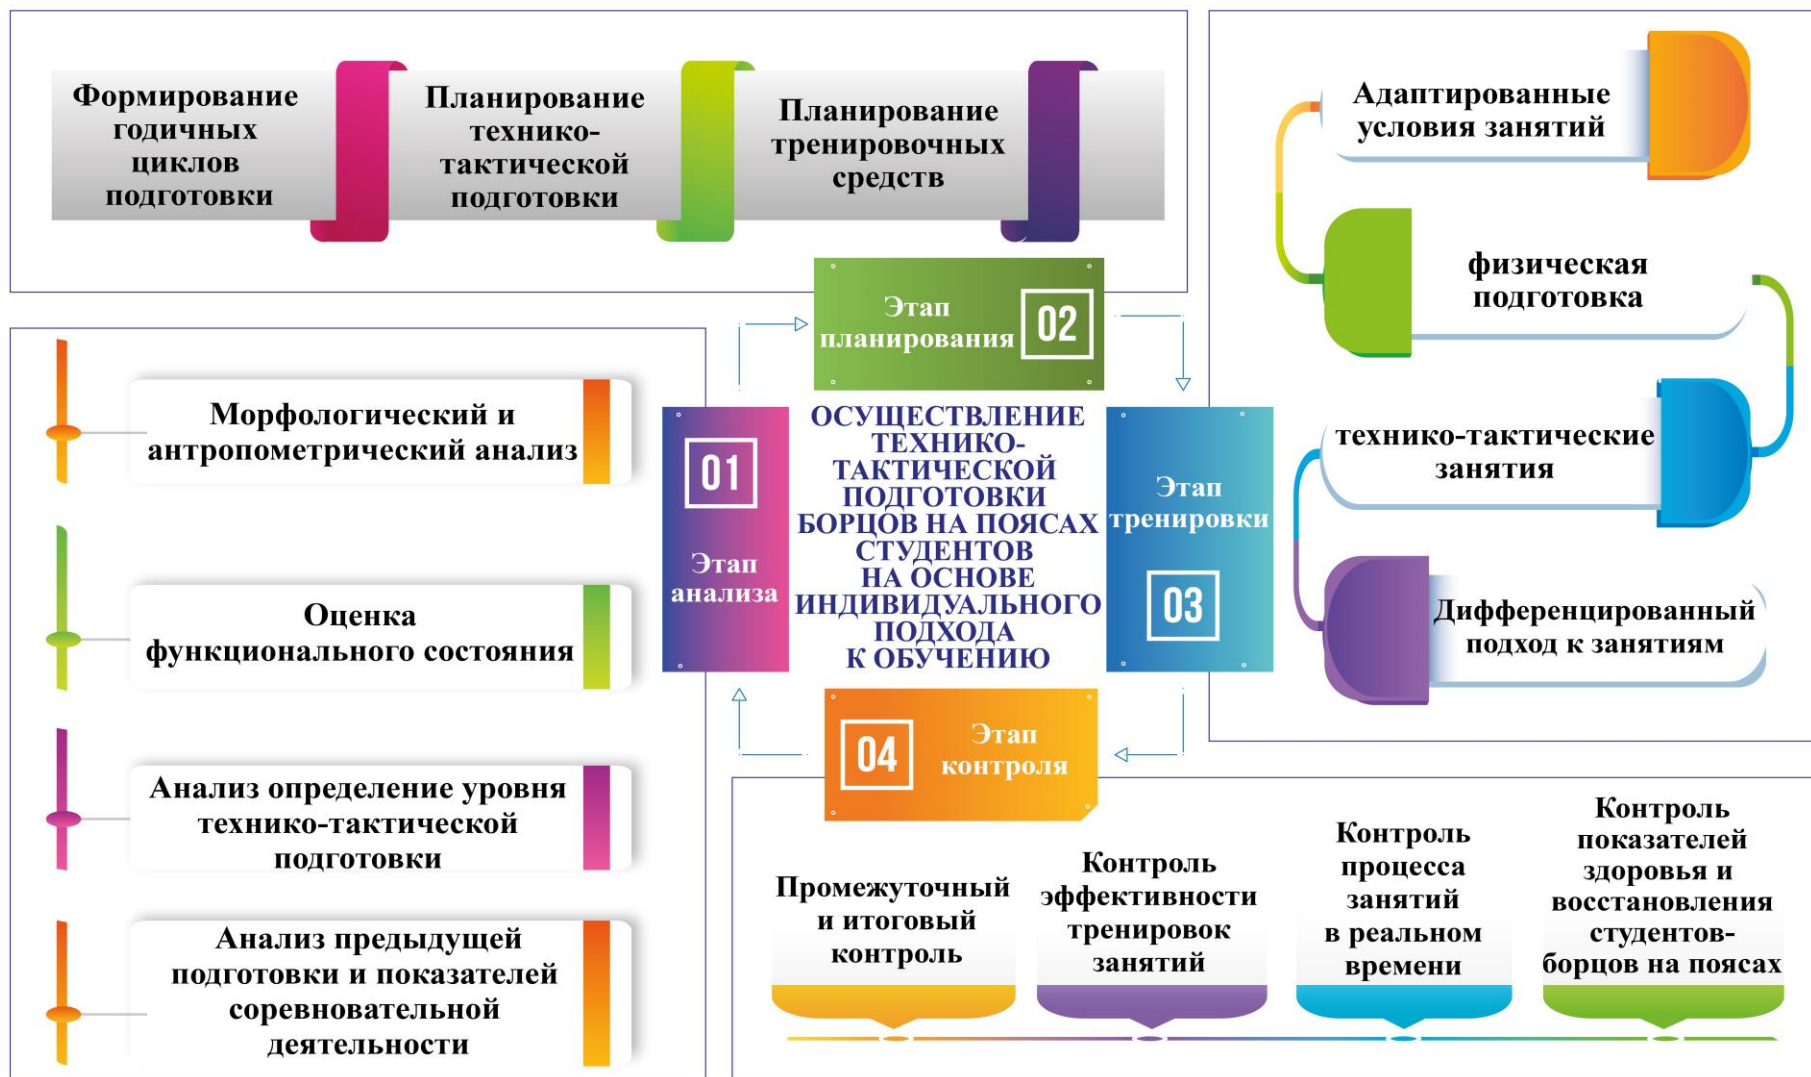 Формирование
годичных
циклов
подготовки
Планирование
технико-
тактической
подготовки
Планирование
тренировочных
средств
Адаптированные
условия занятий
физическая
подготовка
технико-тактические
занятия
Дифференцированный
подход к занятиям
Этап
планирования
02
Морфологический и
антропометрический анализ
Оценка
функционального состояния
Анализ определение уровня
технико-тактической
подготовки
Анализ предыдущей
подготовки и показателей
соревновательной
деятельности
01
Этап
анализа
ОСУЩЕСТВЛЕНИЕ
ТЕХНИКО-
ТАКТИЧЕСКОЙ
ПОДГОТОВКИ
БОРЦОВ НА ПОЯСАХ
СТУДЕНТОВ
НА ОСНОВЕ
ИНДИВИДУАЛЬНОГО
ПОДХОДА
К ОБУЧЕНИЮ
Этап
тренировки
03
04
Этап
контроля
Промежуточный
и итоговый
контроль
Контроль
эффективности
тренировок
занятий
Контроль
процесса
занятий
в реальном
времени
Контроль
показателей
здоровья и
восстановления
студентов-
борцов на поясах